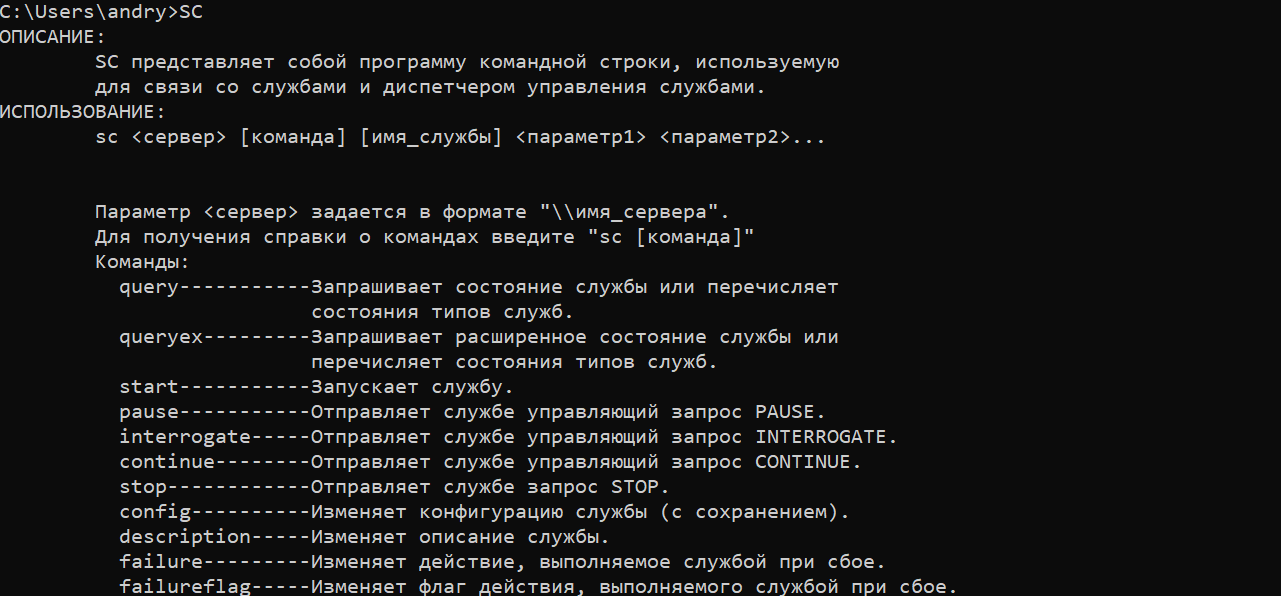 C:\Users\andry>SC
ОПИСАНИЕ:
        SC представляет собой программу командной строки, используемую
        для связи со службами и диспетчером управления службами.
ИСПОЛЬЗОВАНИЕ:
        sc <сервер> [команда] [имя_службы] <параметр1> <параметр2>...

        Параметр <сервер> задается в формате "\\имя_сервера".
        Для получения справки о командах введите "sc [команда]"
        Команды:
          query-----------Запрашивает состояние службы или перечисляет
                          состояния типов служб.
          queryex---------Запрашивает расширенное состояние службы или
                          перечисляет состояния типов служб.
          start-----------Запускает службу.
          pause-----------Отправляет службе управляющий запрос PAUSE.
          interrogate-----Отправляет службе управляющий запрос INTERROGATE.
          continue--------Отправляет службе управляющий запрос CONTINUE.
          stop------------Отправляет службе запрос STOP.
          config----------Изменяет конфигурацию службы (с сохранением).
          description-----Изменяет описание службы.
          failure---------Изменяет действие, выполняемое службой при сбое.
          failureflag-----Изменяет флаг действия, выполняемого службой при сбое.